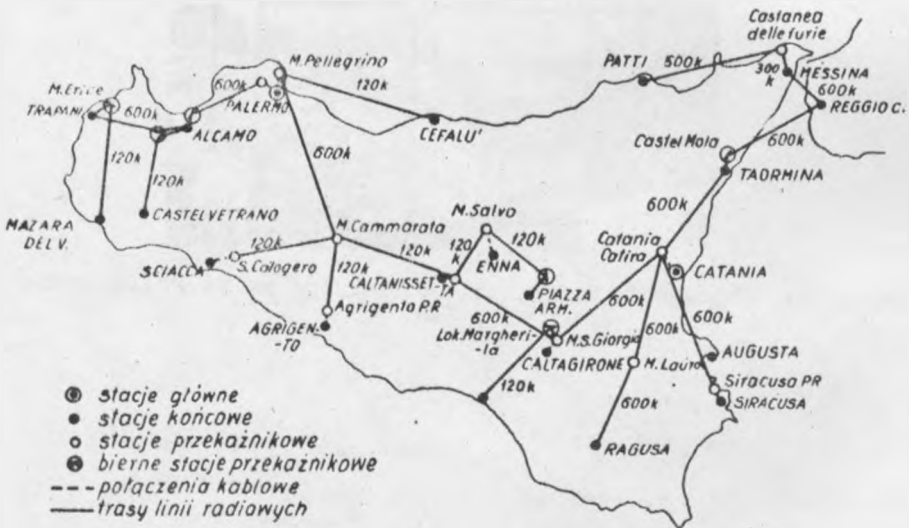 Castanea
delle furie
M. Pellegrino
PATTI
500k
300
k
MESSINA
600k
REGGIO C.
M. Erice
TRAPANI
600k
600k
PALERMO
120k
ALCAMO
CEFALU'
Castel Mola
600k
TAORMINA
120k
120k
600k
600k
CASTELVETRANO
MAZARA
DEL V.
M. Cammarata
M. Salvo
120k
120
k
120k
ENNA
Catania
Catira
CATANIA
SCIACCA
S. Calogero
120k
120k
CALTANISSET-
-TA
PIAZZA
ARM.
600k
Agrigento P.R
AGRIGEN-
-TO
600k
Lok. Margheri-
-ta
M.S. Giorgi
CALTAGIRONE
600k
600k
M. Lauro
AUGUSTA
Siracusa PR
SIRACUSA
120k
600k
RAGUSA
stacje główne
stacje końcowe
stacje przekaźnikowe
bierne stacje przekaźnikowe
połączenia kablowe
trasy linii radiowych